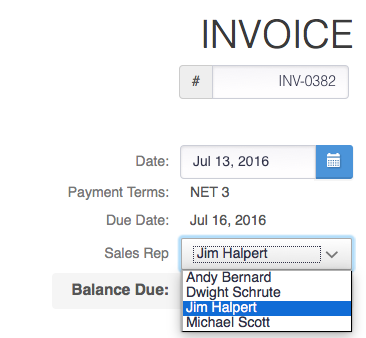 INVOICE
# INV-0382
Date: Jul 13, 2016
Payment Terms: NET 3
Due Date: Jul 16, 2016
Sales Rep Jim Halpert
Andy Bernard
Balance Due: Dwight Schrute
Jim Halpert
Michael Scott